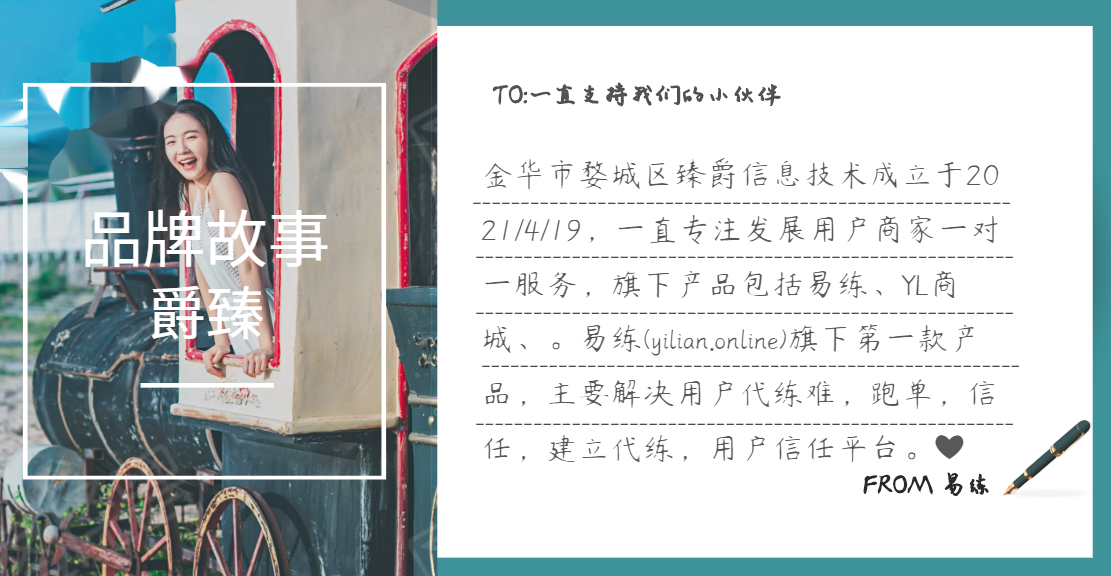 品牌故事
爵臻
TO:一直支持我们的小伙伴
金华市婺城区臻爵信息技术成立于20
21/4/19，一直专注发展用户商家一对
一服务，旗下产品包括易练、YL商
城、。易练(yilian.online)旗下第一款产
品，主要解决用户代练难，跑单，信
任，建立代练，用户信任平台。
FROM 易练